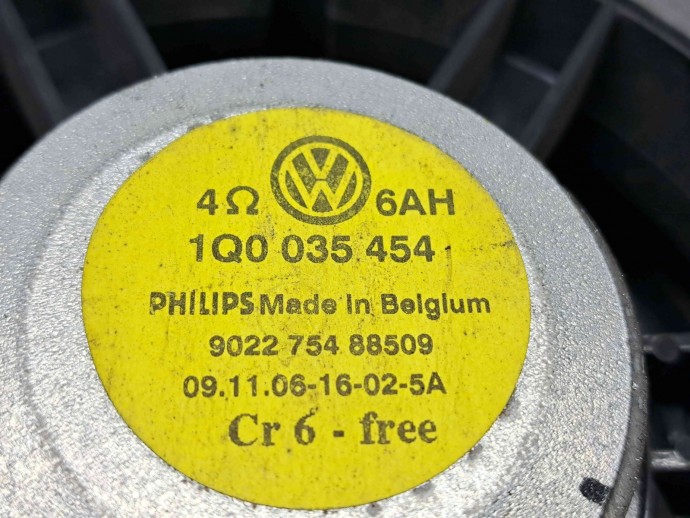 4Ω VW 6AH
1Q0 035 454
PHILIPS Made in Belgium
9022 754 88509
09.11.06-16-02-5A
Cr 6 - free